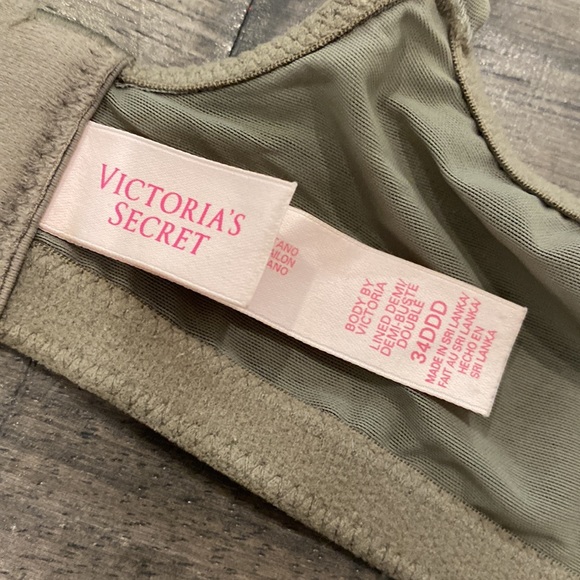 VICTORIA'S
SECRET
BODY BY
VICTORIA
LINED DEMI/
DEMI-BUSTE
DOUBLE
34DDD
MADE IN SRI LANKA/
FAIT AU SRI LANKA/
HECHO EN
SRI LANKA